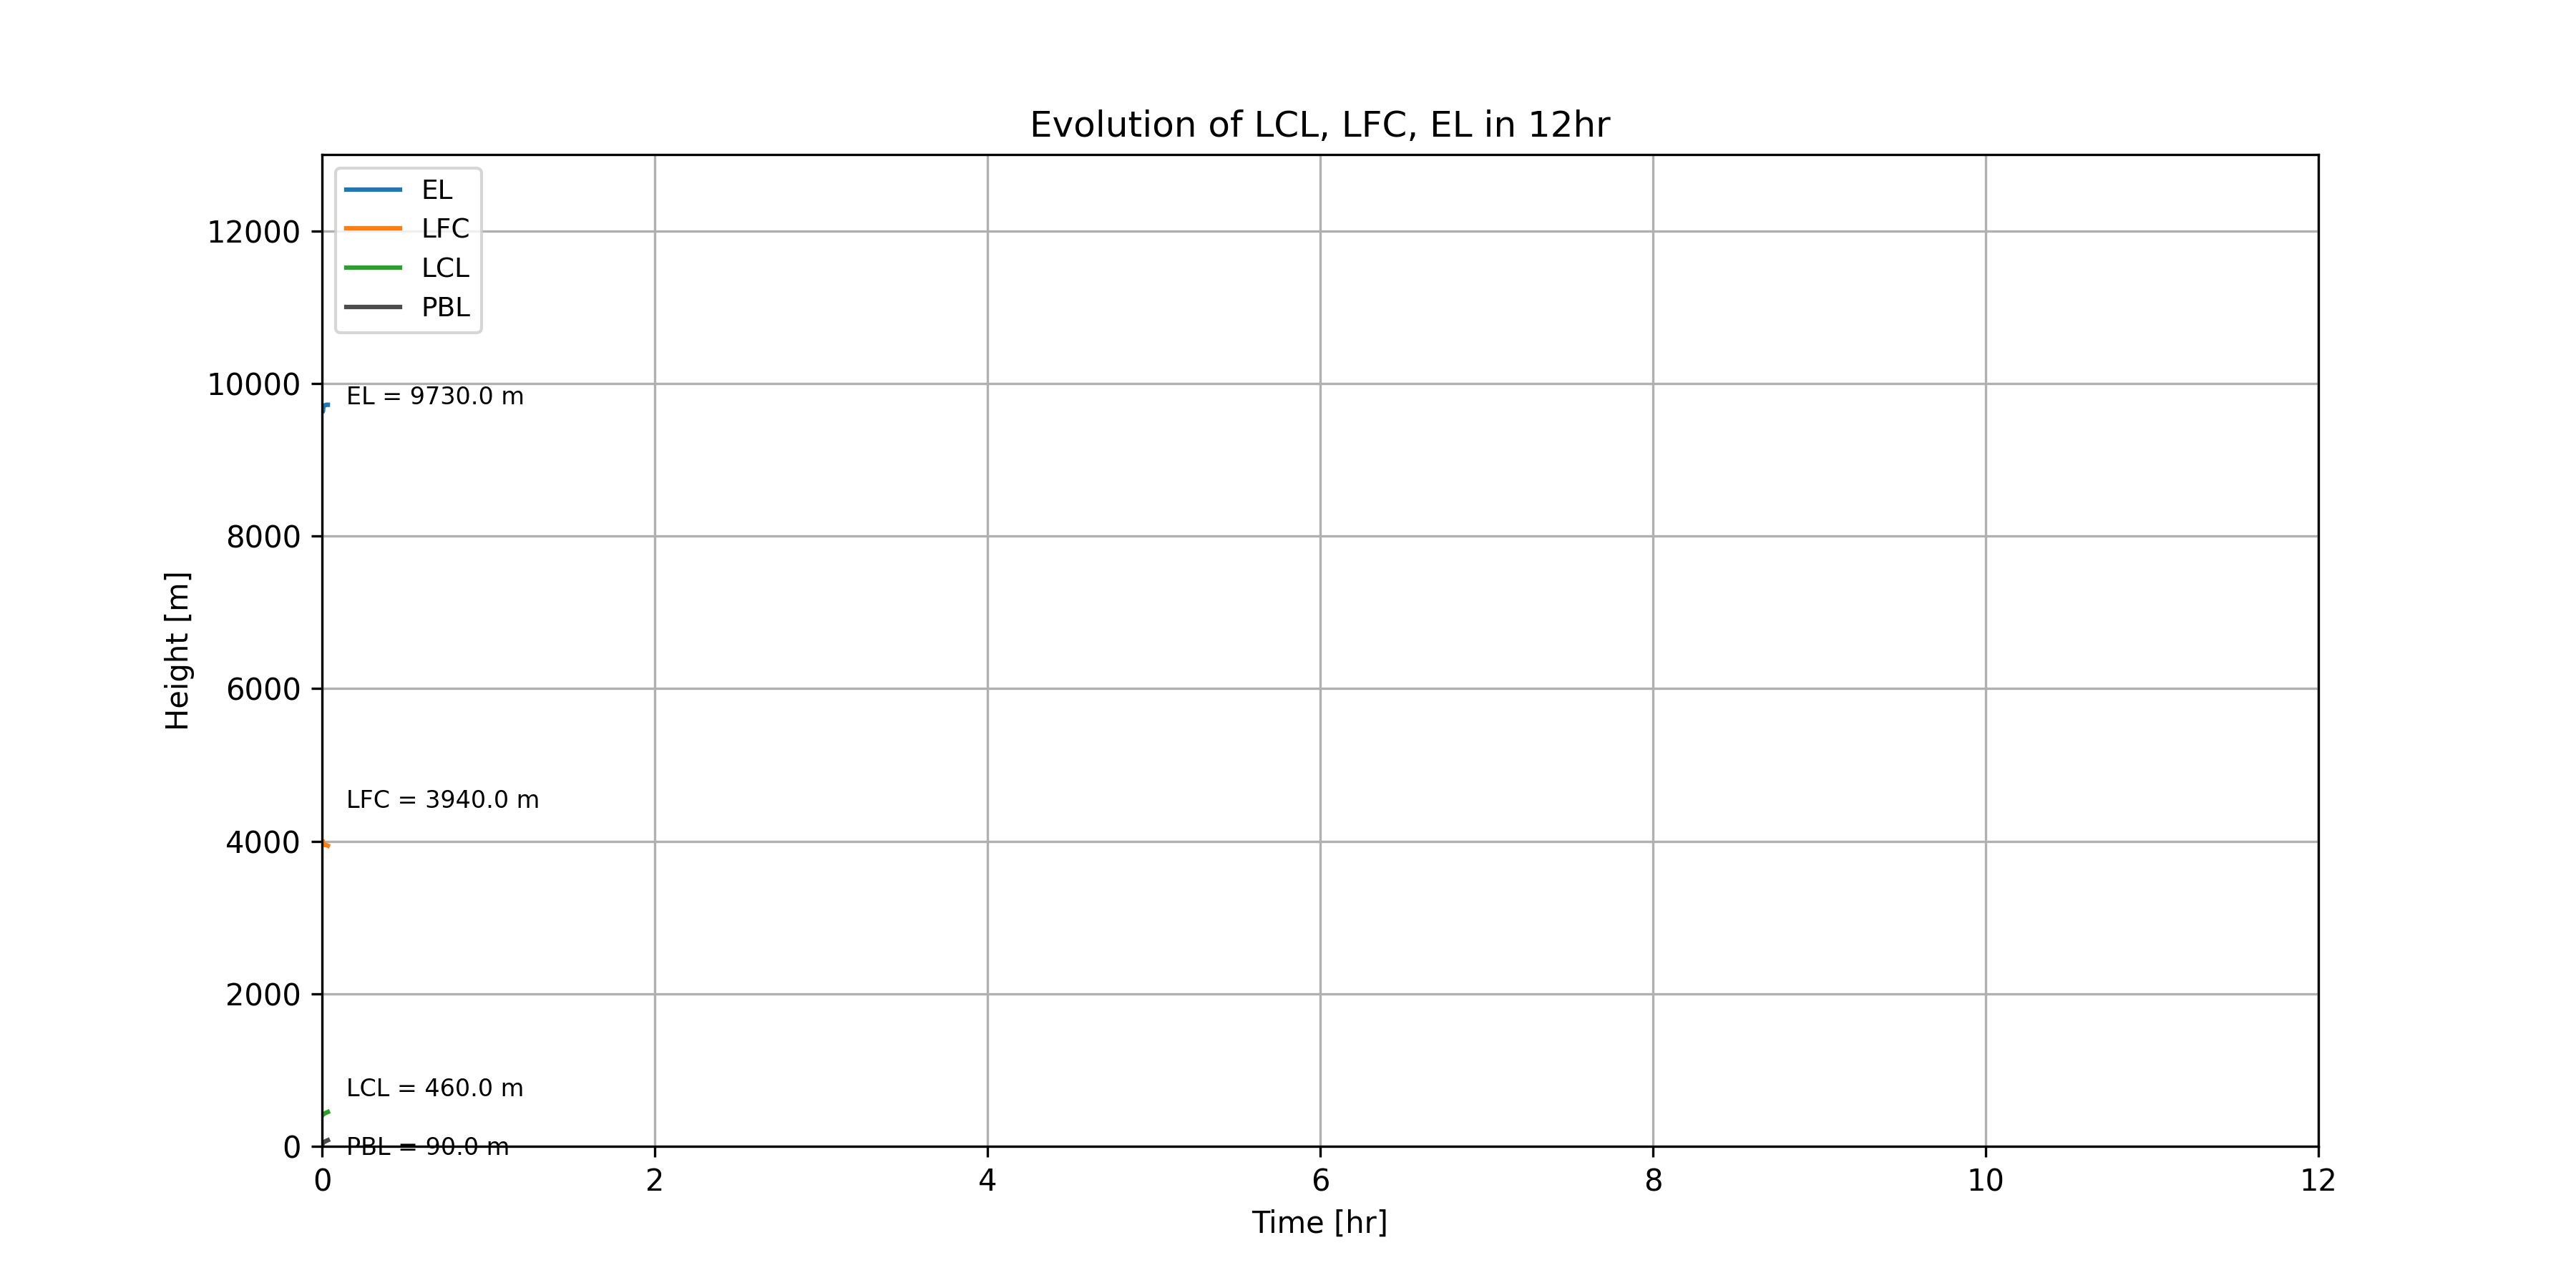 Evolution of LCL, LFC, EL in 12hr
EL
LFC
LCL
PBL
12000
10000
8000
6000
4000
2000
0
Height [m]
EL = 9730.0 m
LFC = 3940.0 m
LCL = 460.0 m
PBL = 90.0 m
0 2 4 6 8 10 12
Time [hr]